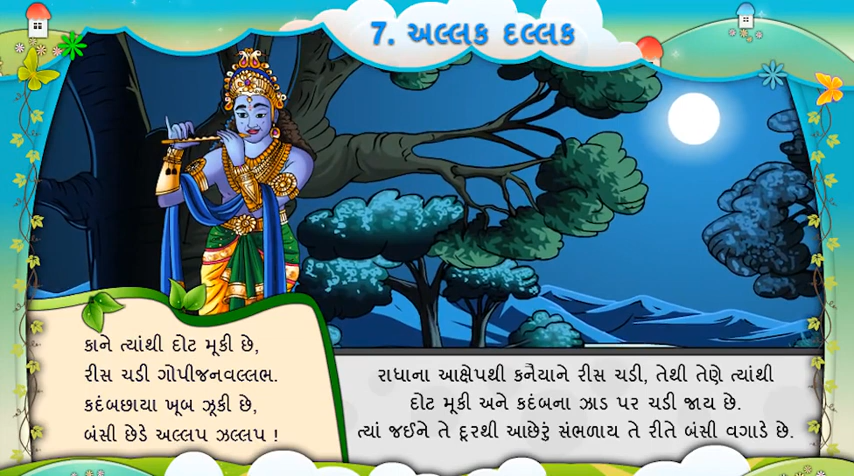 7. અલ્લક દલ્લક
કાને ત્યાંથી દોટ મૂકી છે,
રીસ ચડી ગોપીજનવલ્લભ.
કદંબછાયા ખૂબ ઝૂકી છે,
બંસી છેડે અલ્લપ ઝલ્લપ !
રાધાના આક્ષેપથી કનૈયાને રીસ ચડી, તેથી તેણે ત્યાંથી
દોટ મૂકી અને કદંબના ઝાડ પર ચડી જાય છે.
ત્યાં જઈને તે દૂરથી આછેરું સંભળાય તે રીતે બંસી વગાડે છે.